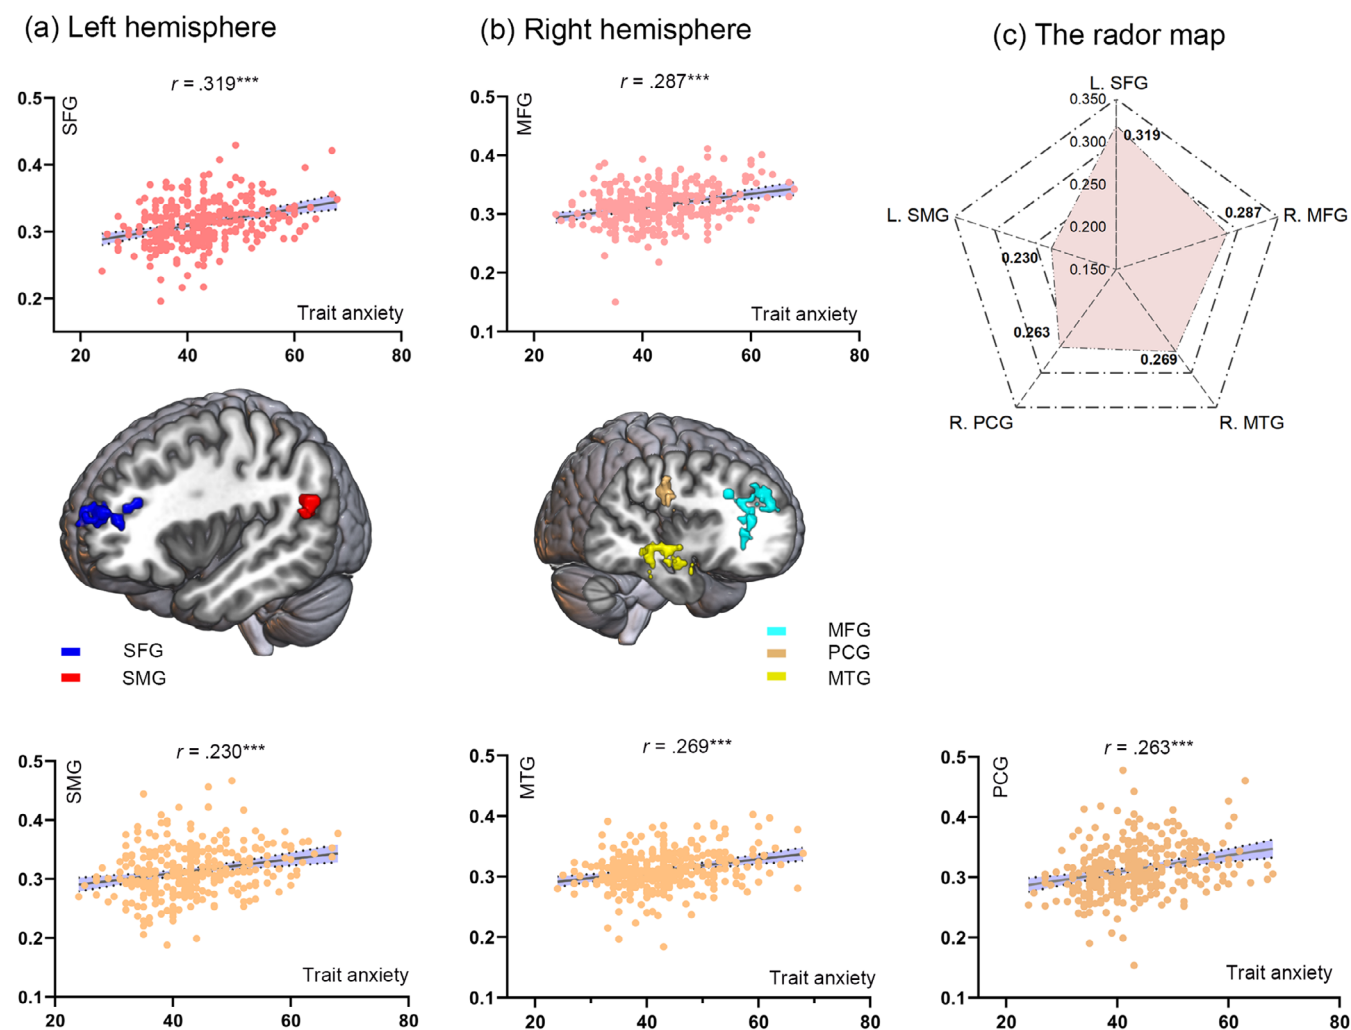 (a) Left hemisphere
r = .319***
SFG
0.5
0.4
0.3
0.2
Trait anxiety
20 40 60 80
(b) Right hemisphere
r = .287***
MFG
0.5
0.4
0.3
0.2
0.1
Trait anxiety
20 40 60 80
(c) The rador map
L. SFG
0.350
0.319
0.300
0.250
0.287
L. SMG
R. MFG
0.200
0.230
0.150
0.263
0.269
R. PCG
R. MTG
SFG
SMG
MFG
PCG
MTG
r = .230***
SMG
0.5
0.4
0.3
0.2
0.1
Trait anxiety
20 40 60 80
r = .269***
MTG
0.5
0.4
0.3
0.2
0.1
Trait anxiety
20 40 60 80
r = .263***
PCG
0.5
0.4
0.3
0.2
0.1
Trait anxiety
20 40 60 80